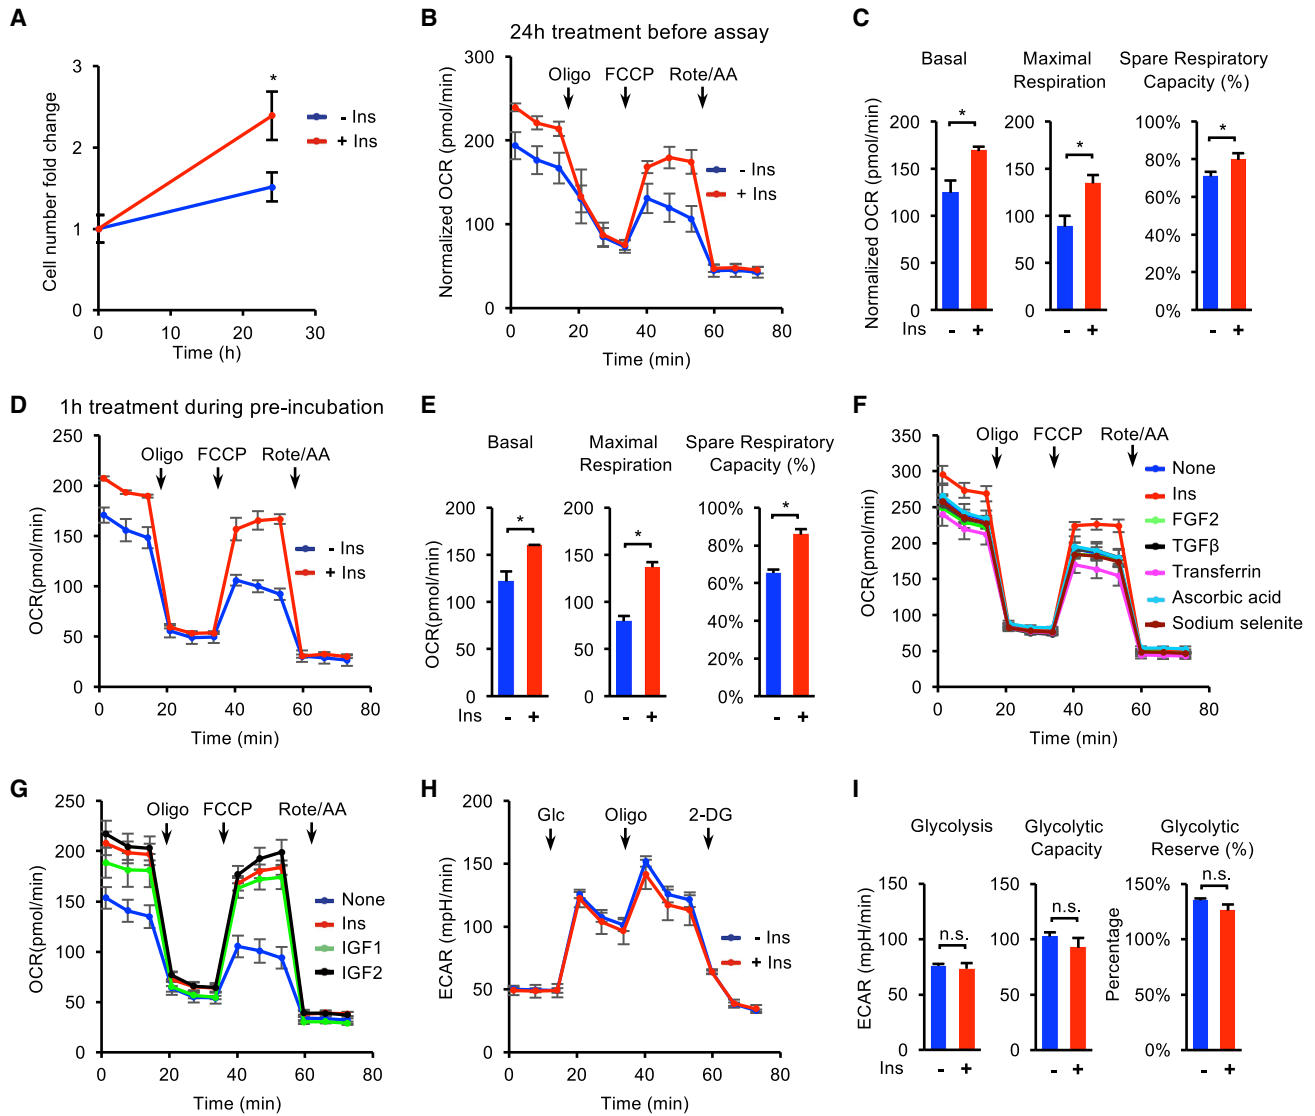 A
Cell number fold change
3
2
1
0
*
- Ins
+ Ins
0 10 20 30
Time (h)
B
24h treatment before assay
Normalized OCR (pmol/min)
300
200
100
0
Oligo FCCP Rote/AA
- Ins
+ Ins
0 20 40 60 80
Time (min)
C
Basal
Maximal
Respiration
Spare Respiratory
Capacity (%)
Normalized OCR (pmol/min)
200
150
100
50
0
*
200
150
100
50
0
*
100%
80%
60%
40%
20%
0%
*
Ins - + - + - +
D
1h treatment during pre-incubation
OCR(pmol/min)
250
200
150
100
50
0
Oligo FCCP Rote/AA
- Ins
+ Ins
0 20 40 60 80
Time (min)
E
Basal
Maximal
Respiration
Spare Respiratory
Capacity (%)
OCR(pmol/min)
200
150
100
50
0
*
200
150
100
50
0
*
100%
80%
60%
40%
20%
0%
*
Ins - + - + - +
F
OCR(pmol/min)
350
300
250
200
150
100
50
0
Oligo FCCP Rote/AA
None
Ins
FGF2
TGFβ
Transferrin
Ascorbic acid
Sodium selenite
0 20 40 60 80
Time (min)
G
OCR(pmol/min)
250
200
150
100
50
0
Oligo FCCP Rote/AA
None
Ins
IGF1
IGF2
0 20 40 60 80
Time (min)
H
ECAR (mpH/min)
200
150
100
50
0
Glc Oligo 2-DG
- Ins
+ Ins
0 20 40 60 80
Time (min)
I
Glycolysis
Glycolytic
Capacity
Glycolytic
Reserve (%)
ECAR (mpH/min)
150
100
50
0
n.s.
150
100
50
0
n.s.
Percentage
150%
100%
50%
0%
n.s.
Ins - + - + - +